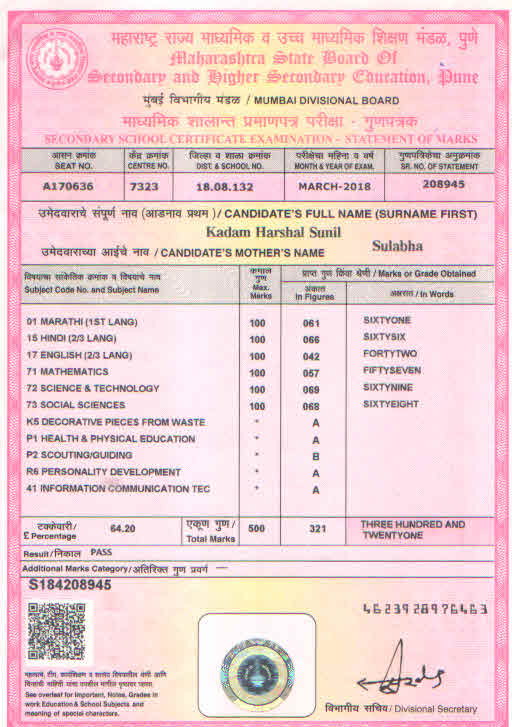 महाराष्ट्र राज्य माध्यमिक व उच्च माध्यमिक शिक्षण मंडळ, पुणे
Maharashtra State Board Of
Secondary and Higher Secondary Education, Pune
मुंबई विभागीय मंडळ / MUMBAI DIVISIONAL BOARD
माध्यमिक शालान्त प्रमाणपत्र परीक्षा - गुणपत्रक
SECONDARY SCHOOL CERTIFICATE EXAMINATION - STATEMENT OF MARKS
आसन क्रमांक केंद्र क्रमांक जिल्हा व शाळा क्रमांक परीक्षेचा महिना व वर्ष गुणपत्रिकेचा अनुक्रमांक
SEAT NO. CENTRE NO. DIST. & SCHOOL NO. MONTH & YEAR OF EXAM. SR. NO. OF STATEMENT
A170636 7323 18.08.132 MARCH-2018 208945
उमेदवाराचे संपूर्ण नाव (आडनाव प्रथम) / CANDIDATE'S FULL NAME (SURNAME FIRST)
Kadam Harshal Sunil
उमेदवाराच्या आईचे नाव / CANDIDATE'S MOTHER'S NAME Sulabha
विषयाचा सांकेतिक क्रमांक व विषयाचे नाव
Subject Code No. and Subject Name
कमाल गुण
Max. Marks
प्राप्त गुण किंवा श्रेणी / Marks or Grade Obtained
अंकात
In Figures
अक्षरात / In Words
01 MARATHI (1ST LANG) 100 061 SIXTYONE
15 HINDI (2/3 LANG) 100 066 SIXTYSIX
17 ENGLISH (2/3 LANG) 100 042 FORTYTWO
71 MATHEMATICS 100 057 FIFTYSEVEN
72 SCIENCE & TECHNOLOGY 100 069 SIXTYNINE
73 SOCIAL SCIENCES 100 068 SIXTYEIGHT
K5 DECORATIVE PIECES FROM WASTE * A
P1 HEALTH & PHYSICAL EDUCATION * A
P2 SCOUTING/GUIDING * B
R6 PERSONALITY DEVELOPMENT * A
41 INFORMATION COMMUNICATION TEC * A
टक्केवारी/
£ Percentage
64.20
एकूण गुण /
Total Marks
500 321 THREE HUNDRED AND
TWENTYONE
Result/निकाल PASS
Additional Marks Category/अतिरिक्त गुण प्रवर्ग —
S184208945
4623928976463
See overleaf for Important, Notes, Grades in
work Education & School Subjects and
meaning of special characters.
विभागीय सचिव / Divisional Secretary